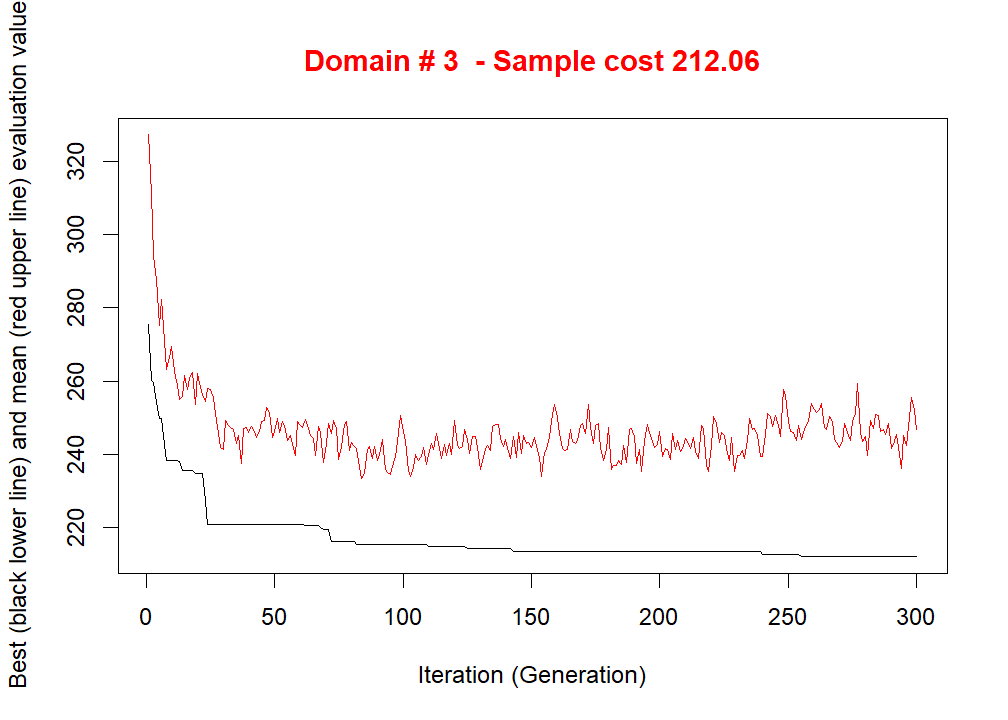 Domain # 3  - Sample cost 212.06
Best (black lower line) and mean (red upper line) evaluation value
320
300
280
260
240
220
0 50 100 150 200 250 300
Iteration (Generation)